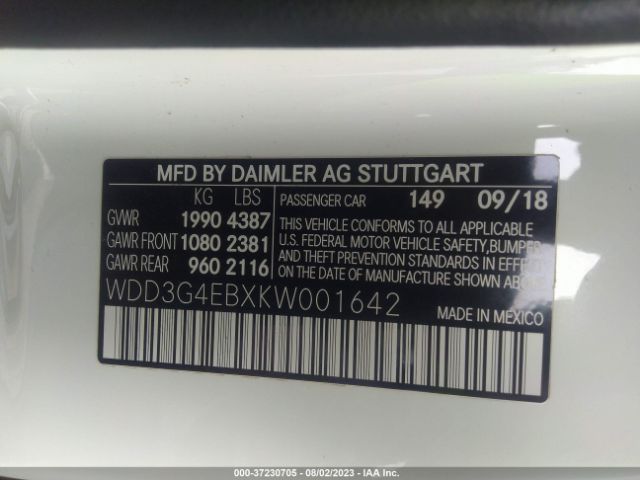 MFD BY DAIMLER AG STUTTGART
KG LBS
GVWR 1990 4387
GAWR FRONT 1080 2381
GAWR REAR 960 2116
PASSENGER CAR 149 09/18
THIS VEHICLE CONFORMS TO ALL APPLICABLE
U.S. FEDERAL MOTOR VEHICLE SAFETY, BUMPER
AND THEFT PREVENTION STANDARDS IN EFFECT
ON THE DATE OF MANUFACTURE SHOWN ABOVE.
WDD3G4EBXKW001642
MADE IN MEXICO
000-37230705 - 08/02/2023 - IAAI.COM